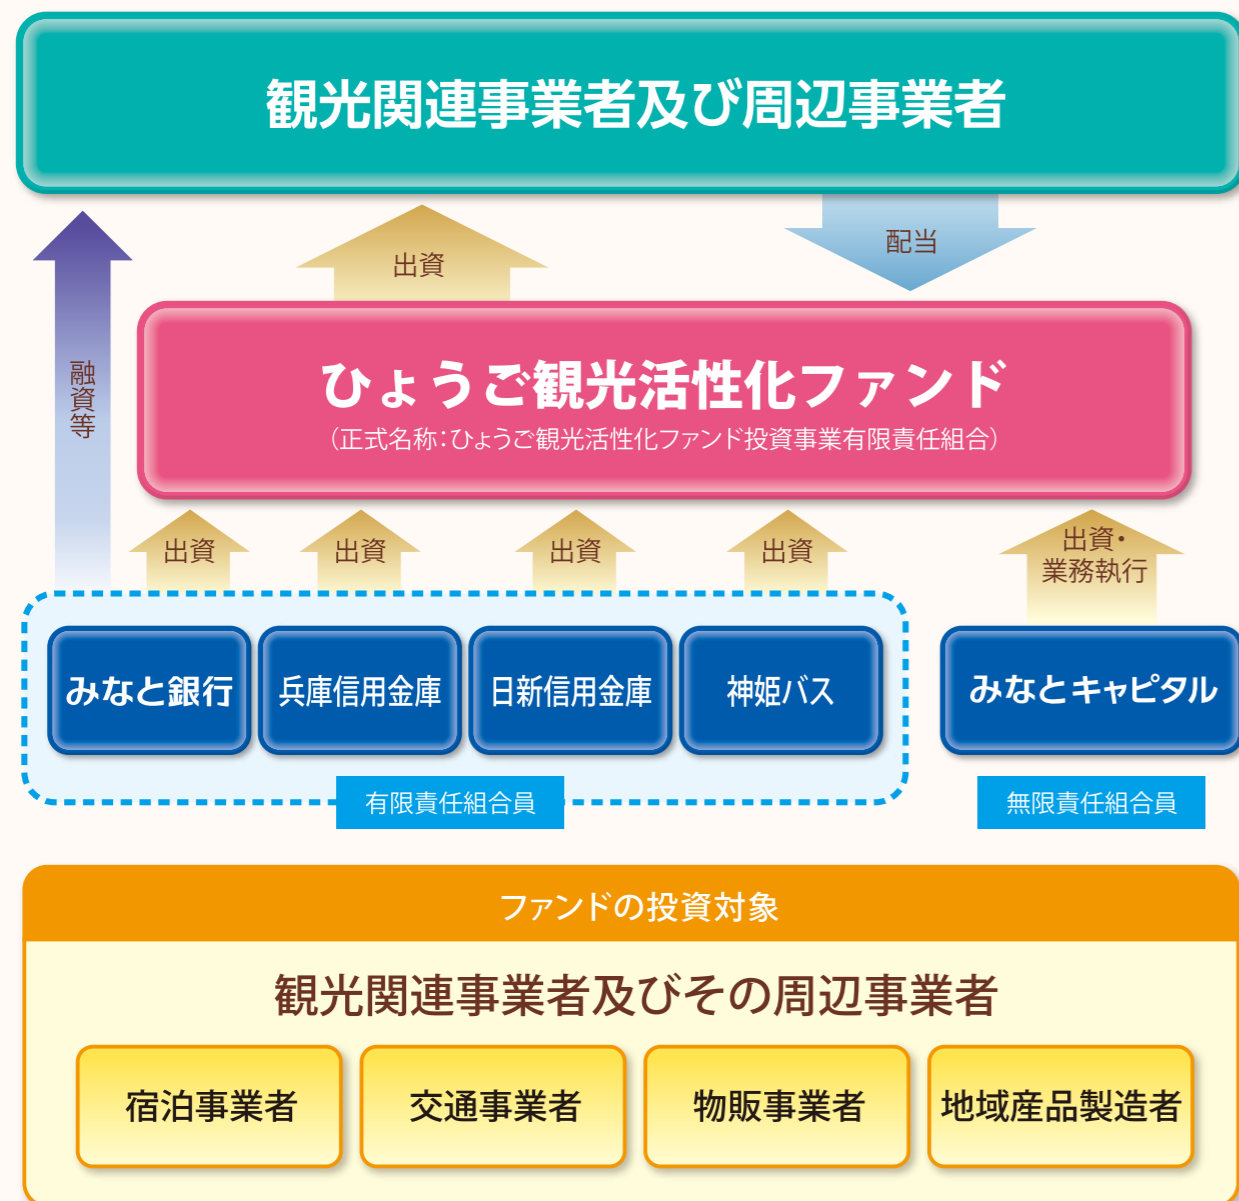 観光関連事業者及び周辺事業者
出資
配当
融資等
ひょうご観光活性化ファンド
（正式名称：ひょうご観光活性化ファンド投資事業有限責任組合）
出資
出資
出資
出資
出資・
業務執行
みなと銀行
兵庫信用金庫
日新信用金庫
神姫バス
みなとキャピタル
有限責任組合員
無限責任組合員
ファンドの投資対象
観光関連事業者及びその周辺事業者
宿泊事業者
交通事業者
物販事業者
地域産品製造者